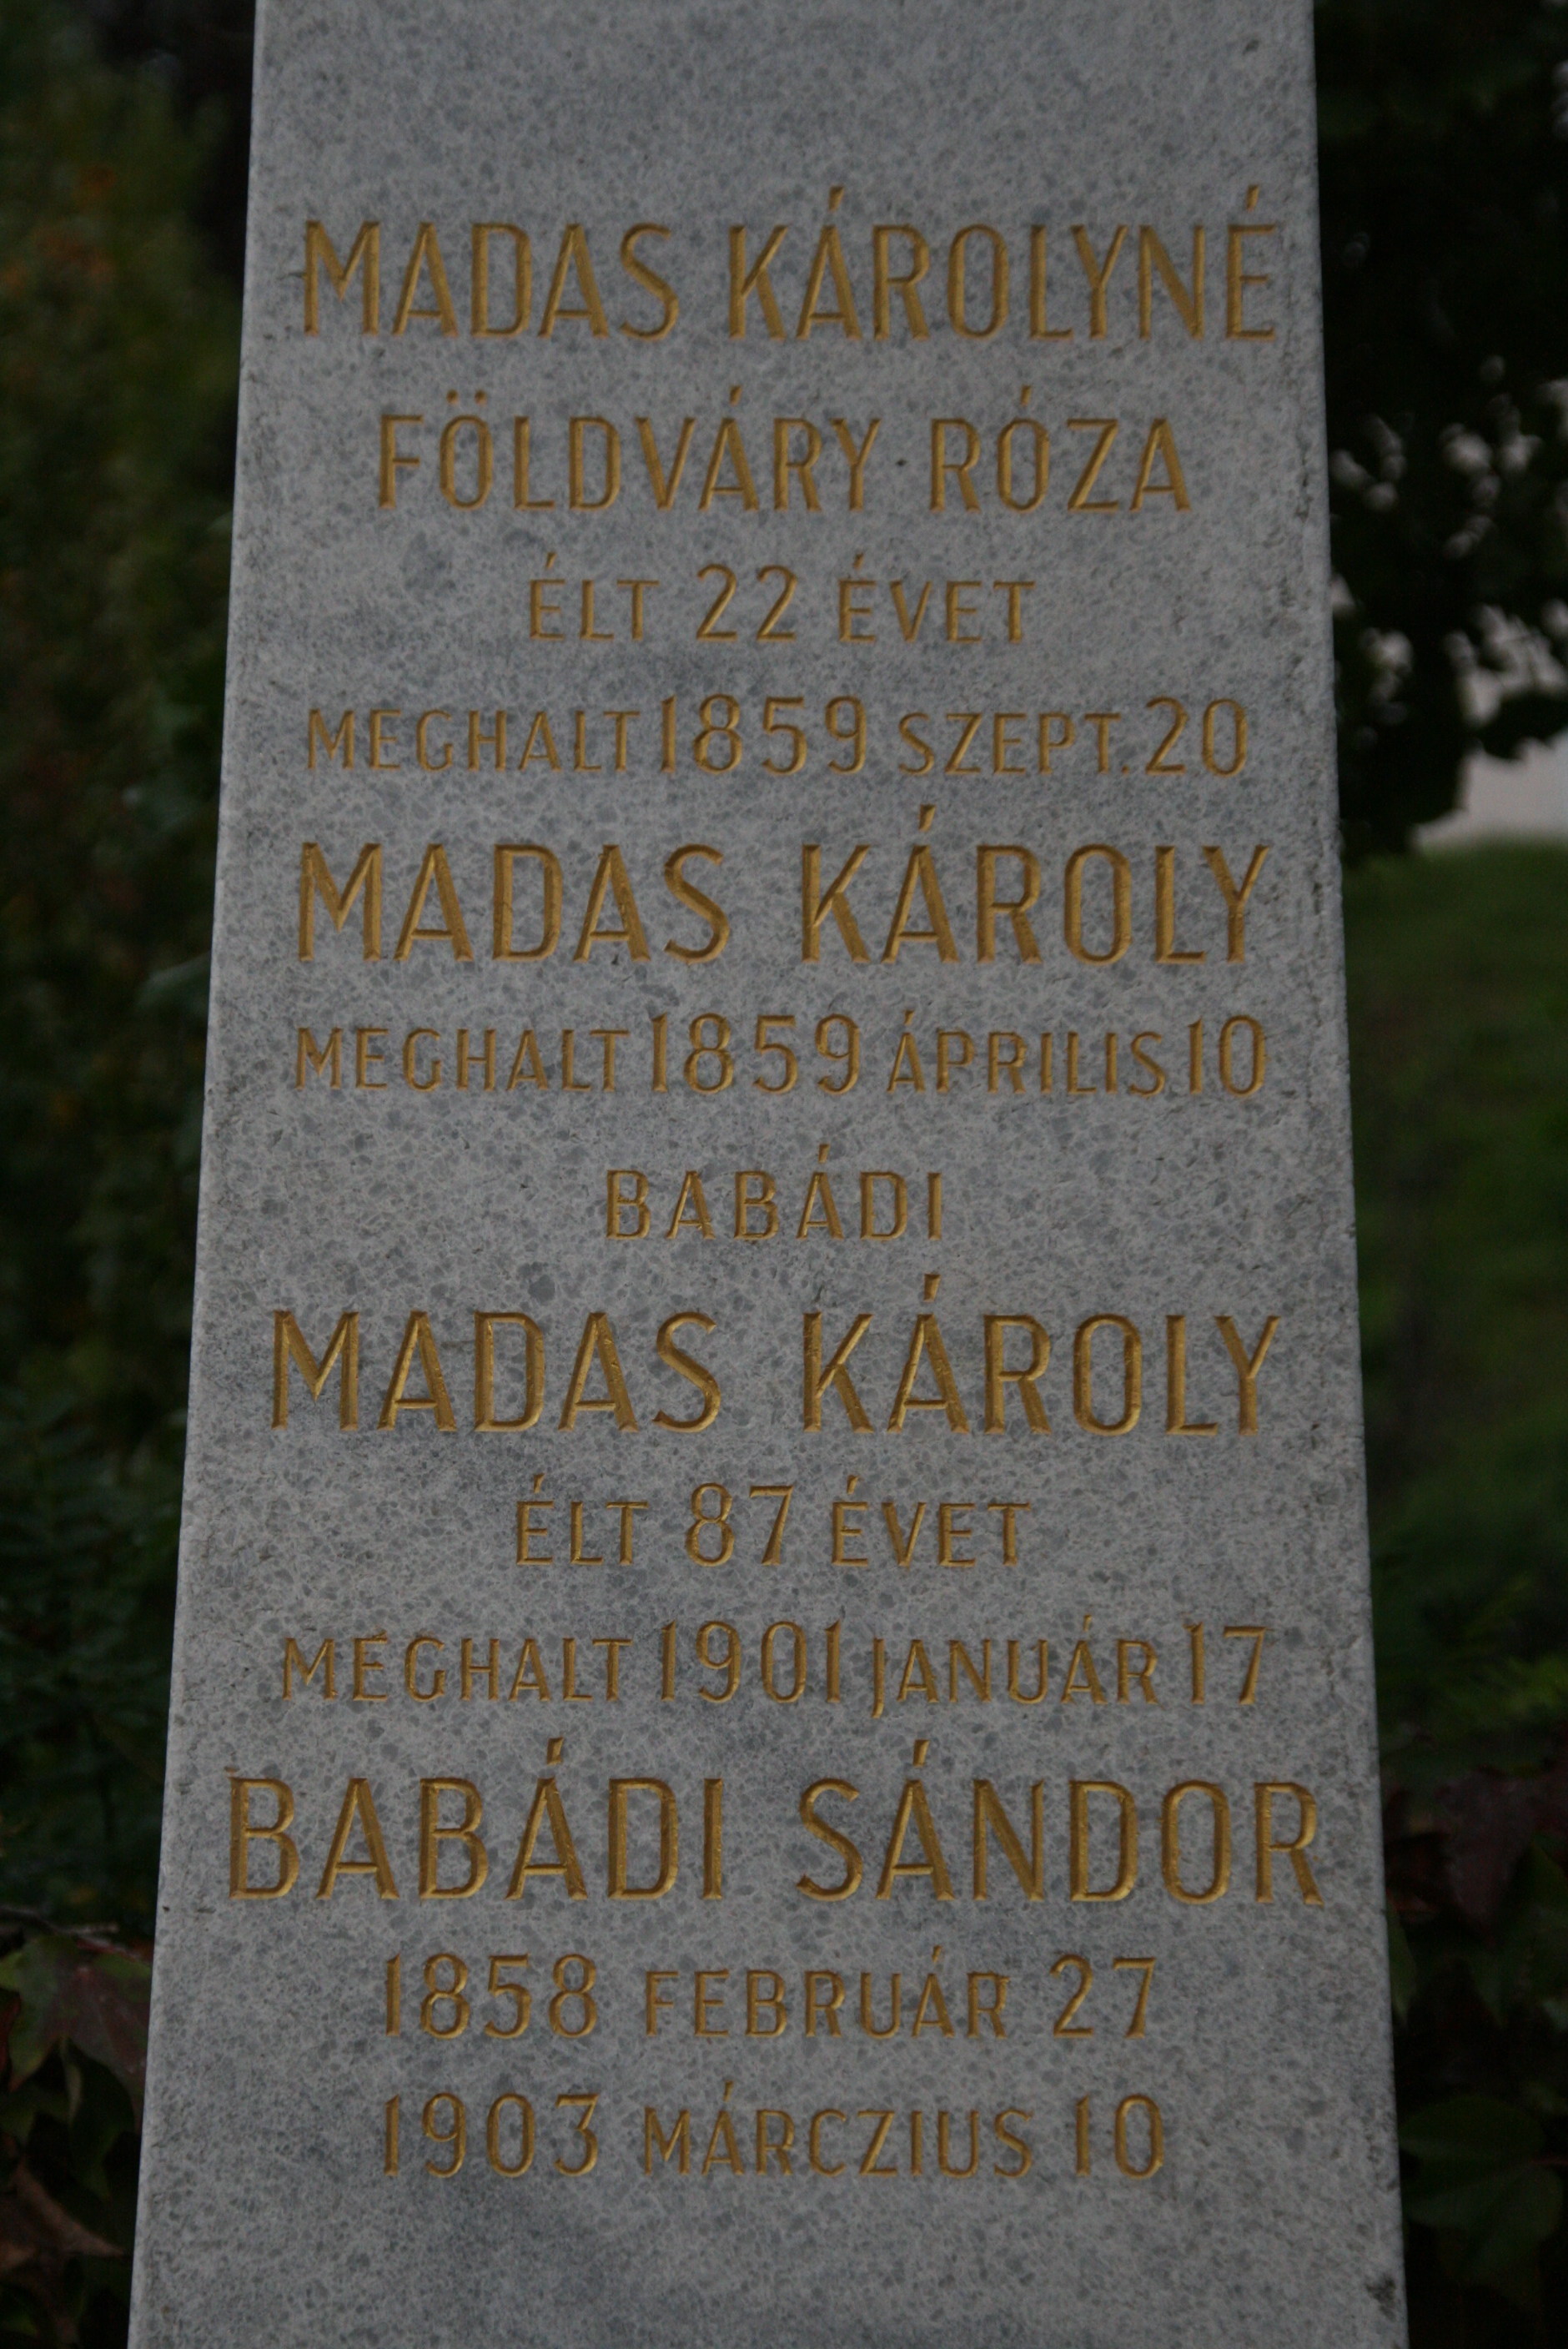 MADAS KÁROLYNÉ
FÖLDVÁRY RÓZA
ÉLT 22 ÉVET
MEGHALT 1859 SZEPT. 20
MADAS KÁROLY
MEGHALT 1859 ÁPRILIS 10
BABÁDI
MADAS KÁROLY
ÉLT 87 ÉVET
MEGHALT 1901 JANUÁR 17
BABÁDI SÁNDOR
1858 FEBRUÁR 27
1903 MÁRCZIUS 10